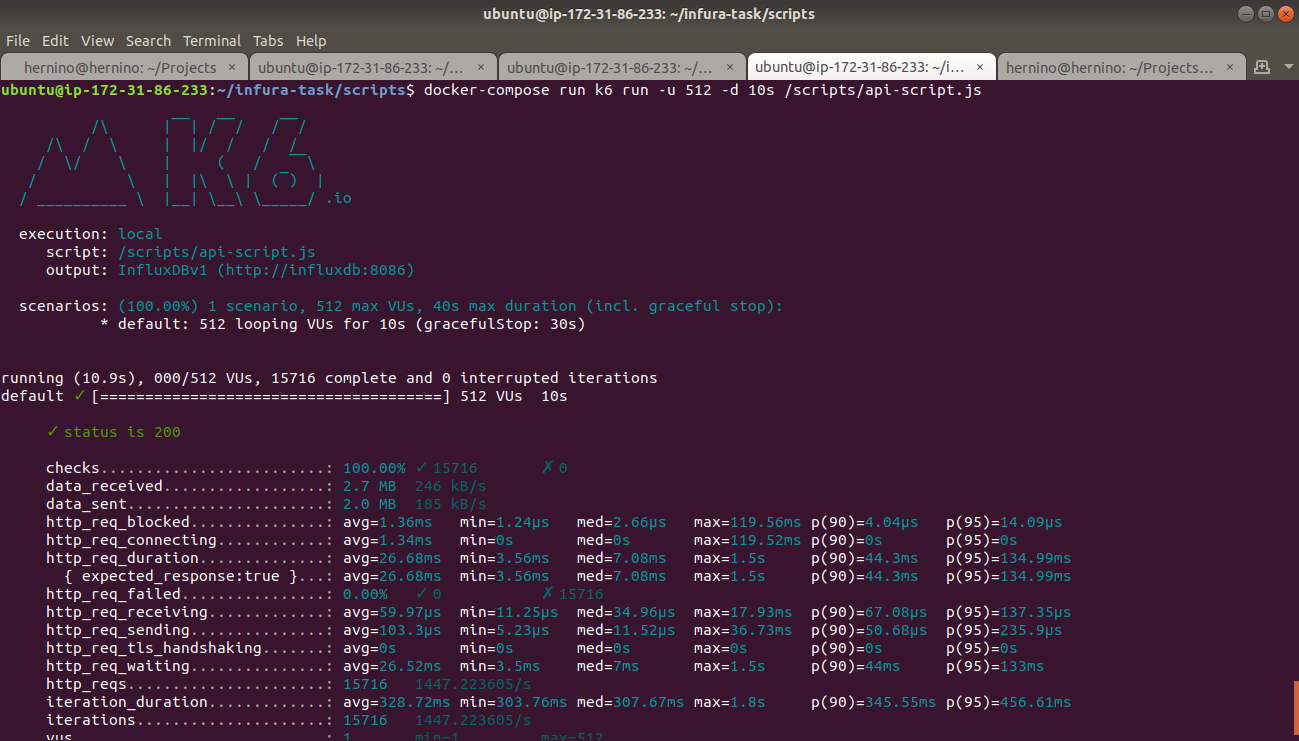 ubuntu@ip-172-31-86-233: ~/infura-task/scripts
File Edit View Search Terminal Tabs Help
hernino@hernino: ~/Projects × ubuntu@ip-172-31-86-233: ~/... × ubuntu@ip-172-31-86-233: ~/... × ubuntu@ip-172-31-86-233: ~/i... × hernino@hernino: ~/Projects... ×
ubuntu@ip-172-31-86-233:~/infura-task/scripts$ docker-compose run k6 run -u 512 -d 10s /scripts/api-script.js
.io
execution: local
script: /scripts/api-script.js
output: InfluxDBv1 (http://influxdb:8086)
scenarios: (100.00%) 1 scenario, 512 max VUs, 40s max duration (incl. graceful stop):
* default: 512 looping VUs for 10s (gracefulStop: 30s)
running (10.9s), 000/512 VUs, 15716 complete and 0 interrupted iterations
default ✓ [======================================] 512 VUs  10s
✓ status is 200
checks.........................: 100.00% ✓ 15716 ✗ 0
data_received..................: 2.7 MB 246 kB/s
data_sent......................: 2.0 MB 185 kB/s
http_req_blocked...............: avg=1.36ms min=1.24µs med=2.66µs max=119.56ms p(90)=4.04µs p(95)=14.09µs
http_req_connecting............: avg=1.34ms min=0s med=0s max=119.52ms p(90)=0s p(95)=0s
http_req_duration..............: avg=26.68ms min=3.56ms med=7.08ms max=1.5s p(90)=44.3ms p(95)=134.99ms
{ expected_response:true }...: avg=26.68ms min=3.56ms med=7.08ms max=1.5s p(90)=44.3ms p(95)=134.99ms
http_req_failed................: 0.00% ✓ 0 ✗ 15716
http_req_receiving.............: avg=59.97µs min=11.25µs med=34.96µs max=17.93ms p(90)=67.08µs p(95)=137.35µs
http_req_sending...............: avg=103.3µs min=5.23µs med=11.52µs max=36.73ms p(90)=50.68µs p(95)=235.9µs
http_req_tls_handshaking.......: avg=0s min=0s med=0s max=0s p(90)=0s p(95)=0s
http_req_waiting...............: avg=26.52ms min=3.5ms med=7ms max=1.5s p(90)=44ms p(95)=133ms
http_reqs......................: 15716 1447.223605/s
iteration_duration.............: avg=328.72ms min=303.76ms med=307.67ms max=1.8s p(90)=345.55ms p(95)=456.61ms
iterations.....................: 15716 1447.223605/s
vus............................: 1 min=1 max=512